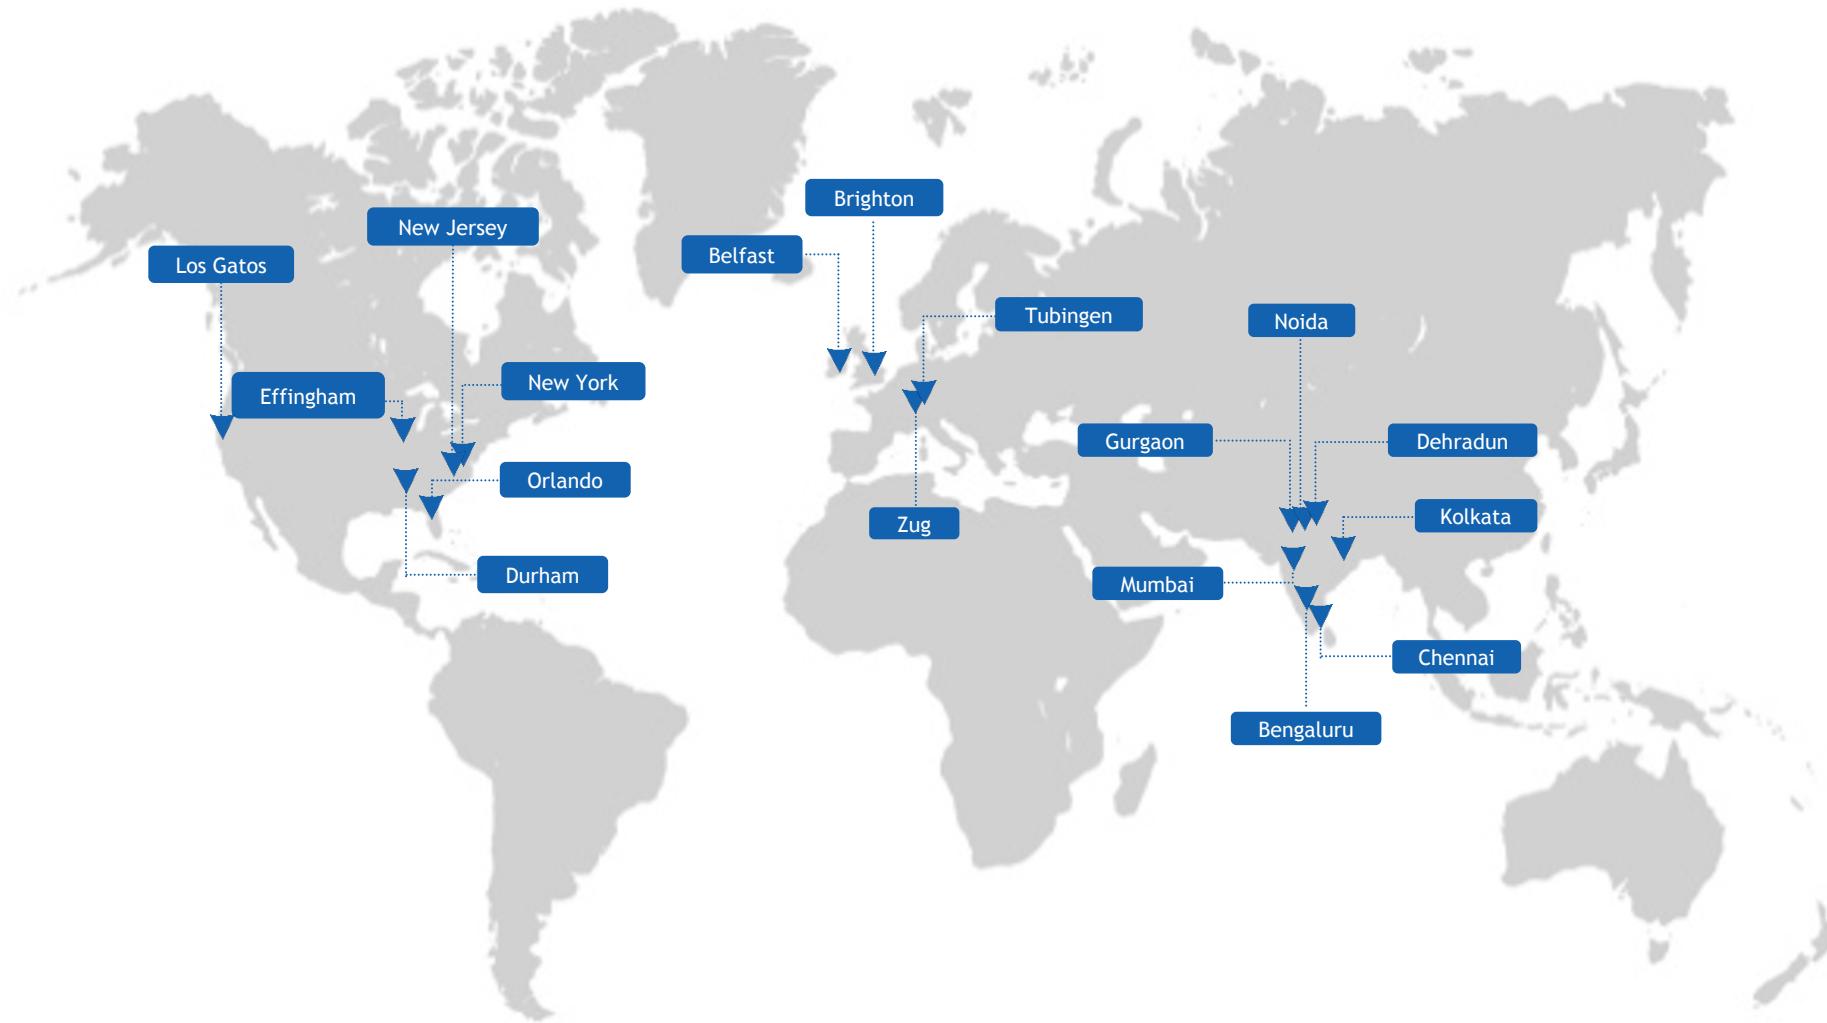 Brighton
New Jersey
Belfast
Los Gatos
Tubingen
Noida
New York
Effingham
Gurgaon
Dehradun
Orlando
Kolkata
Zug
Durham
Mumbai
Chennai
Bengaluru